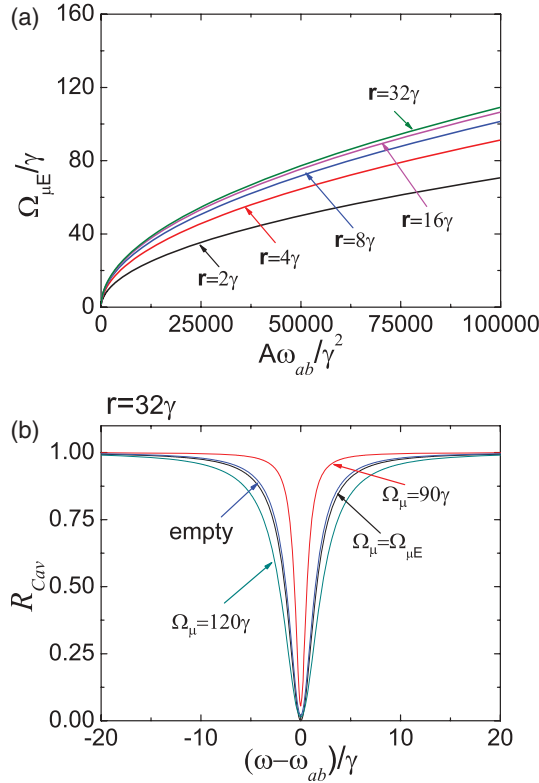 (a)
160
120
80
40
0
Ω_μE/γ
r=32γ
r=16γ
r=8γ
r=4γ
r=2γ
0 25000 50000 75000 100000
Aω_ab/γ²
r=32γ
(b)
1.00
0.75
0.50
0.25
0.00
R_Cav
empty
Ω_μ=90γ
Ω_μ=Ω_μE
Ω_μ=120γ
-20 -10 0 10 20
(ω−ω_ab)/γ